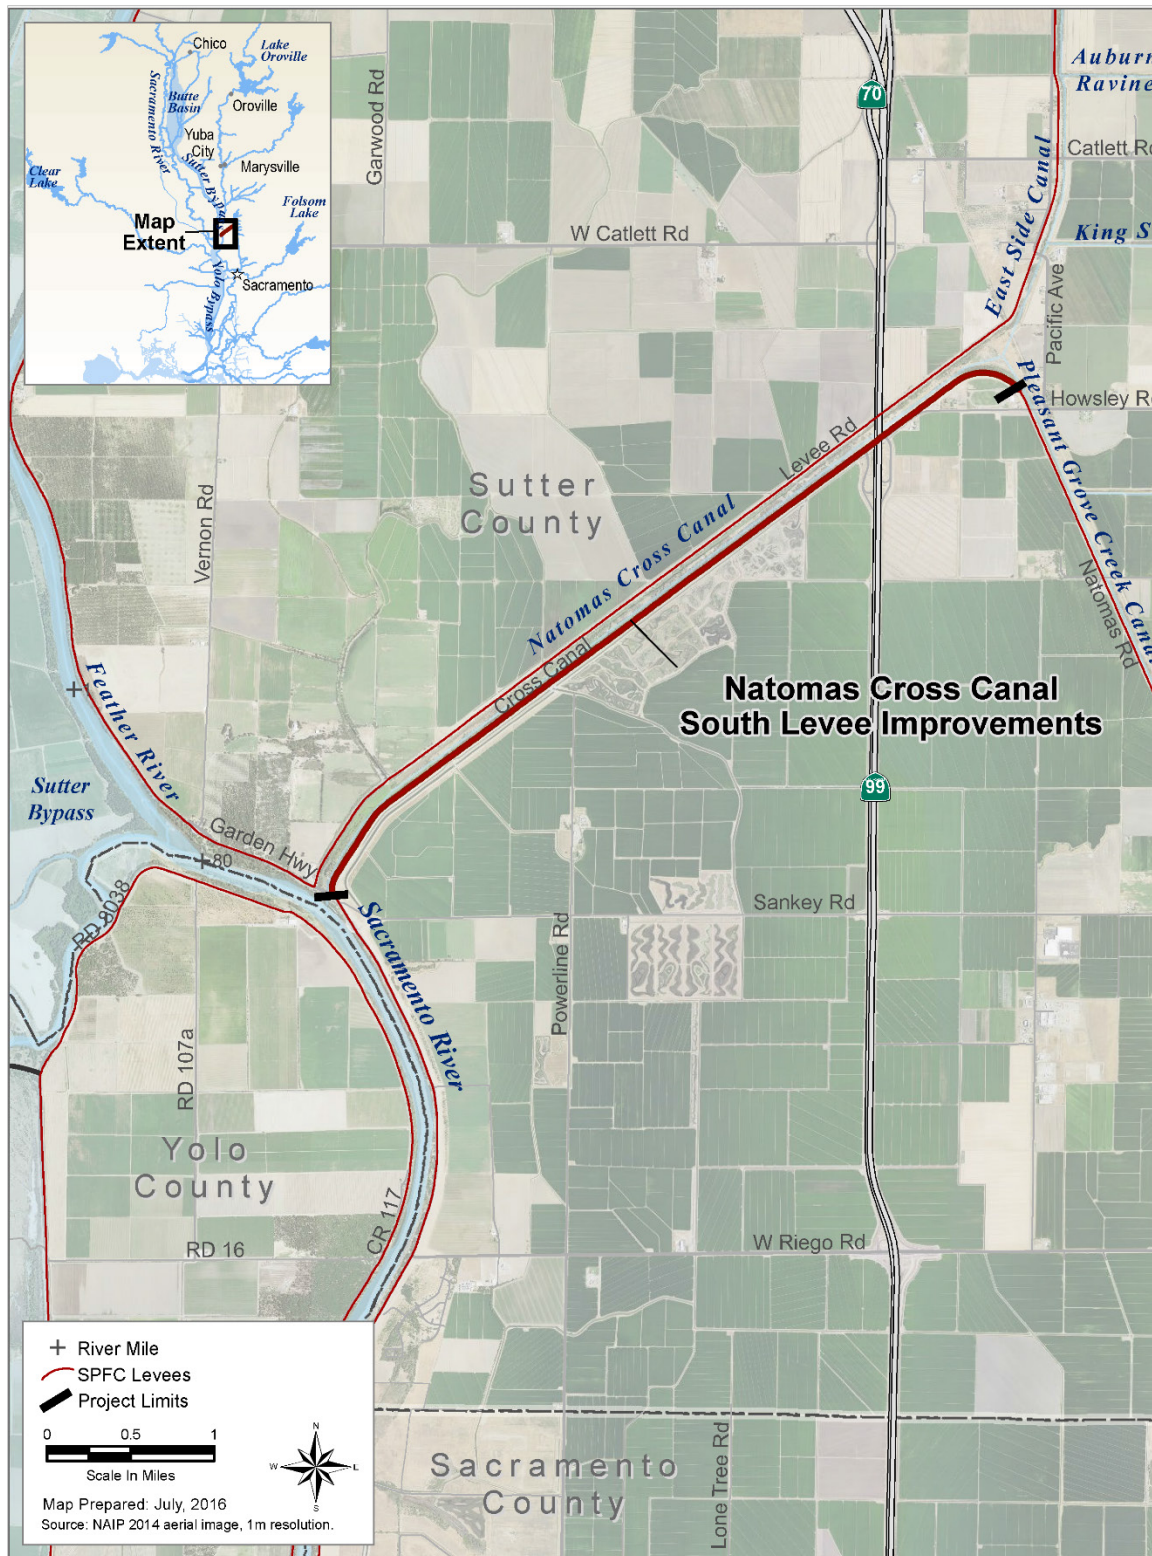 Chico
Lake
Oroville
Sacramento River
Butte
Basin
Oroville
Yuba
City
Marysville
Sutter Bypass
Clear
Lake
Folsom
Lake
Map
Extent
Yolo Bypass
Sacramento
Garwood Rd
70
Auburn
Ravine
Catlett Rd
W Catlett Rd
King S
East Side Canal
Pacific Ave
Howsley Rd
Pleasant Grove Creek Canal
Natomas Rd
Levee Rd
Sutter
County
Vernon Rd
Natomas Cross Canal
Cross Canal
Natomas Cross Canal
South Levee Improvements
Feather River
Sutter
Bypass
99
Garden Hwy
80
RD 8038
Sacramento River
Sankey Rd
Powerline Rd
RD 107a
Yolo
County
CR 117
RD 16
W Riego Rd
River Mile
SPFC Levees
Project Limits
0 0.5 1
Scale In Miles
N
W E
S
Map Prepared: July, 2016
Source: NAIP 2014 aerial image, 1m resolution.
Sacramento
County
Lone Tree Rd